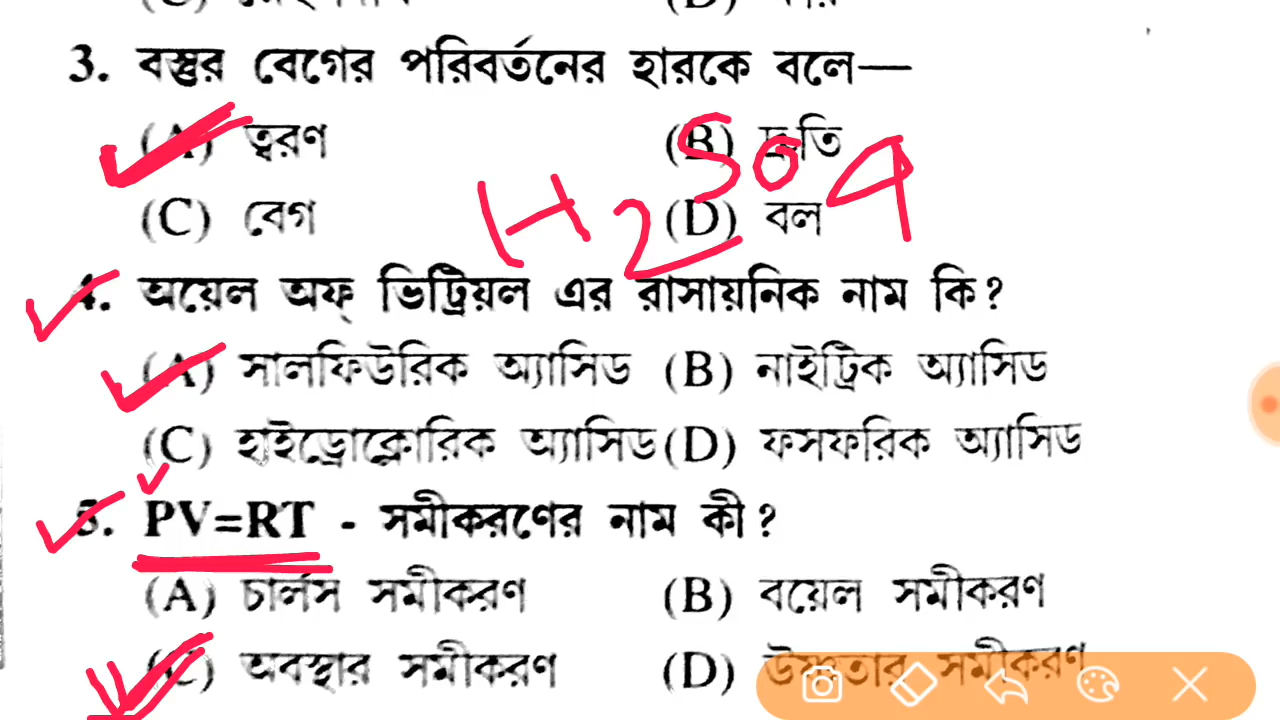 3. বস্তুর বেগের পরিবর্তনের হারকে বলে—
(A) ত্বরণ (B) দ্রুতি
(C) বেগ (D) বল
H2SO4
4. অয়েল অফ্ ভিট্রিয়ল এর রাসায়নিক নাম কি?
(A) সালফিউরিক অ্যাসিড (B) নাইট্রিক অ্যাসিড
(C) হাইড্রোক্লোরিক অ্যাসিড (D) ফসফরিক অ্যাসিড
5. PV=RT - সমীকরণের নাম কী?
(A) চার্লস সমীকরণ (B) বয়েল সমীকরণ
(C) অবস্থার সমীকরণ (D) উষ্ণতার সমীকরণ